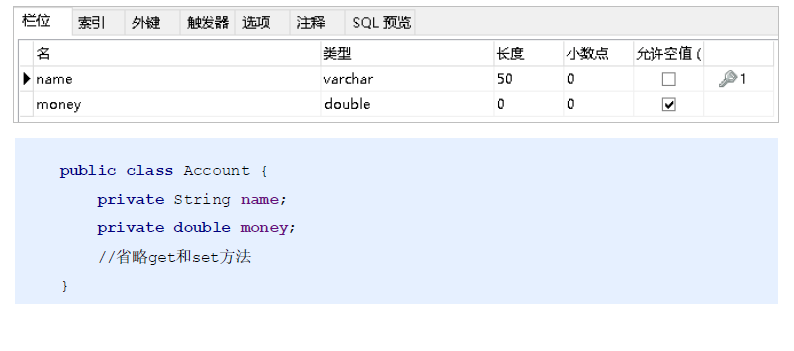 栏位 索引 外键 触发器 选项 注释 SQL 预览
名 类型 长度 小数点 允许空值 (
name varchar 50 0 1
money double 0 0
public class Account {
private String name;
private double money;
//省略get和set方法
}